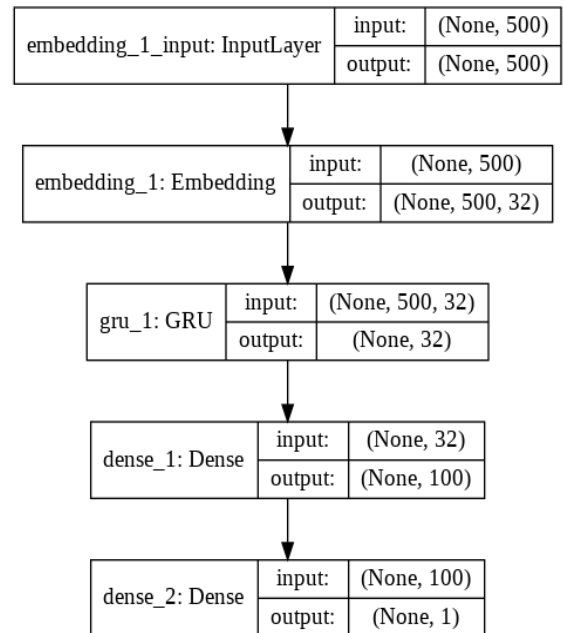 embedding_1_input: InputLayer
input: (None, 500)
output: (None, 500)
embedding_1: Embedding
input: (None, 500)
output: (None, 500, 32)
gru_1: GRU
input: (None, 500, 32)
output: (None, 32)
dense_1: Dense
input: (None, 32)
output: (None, 100)
dense_2: Dense
input: (None, 100)
output: (None, 1)